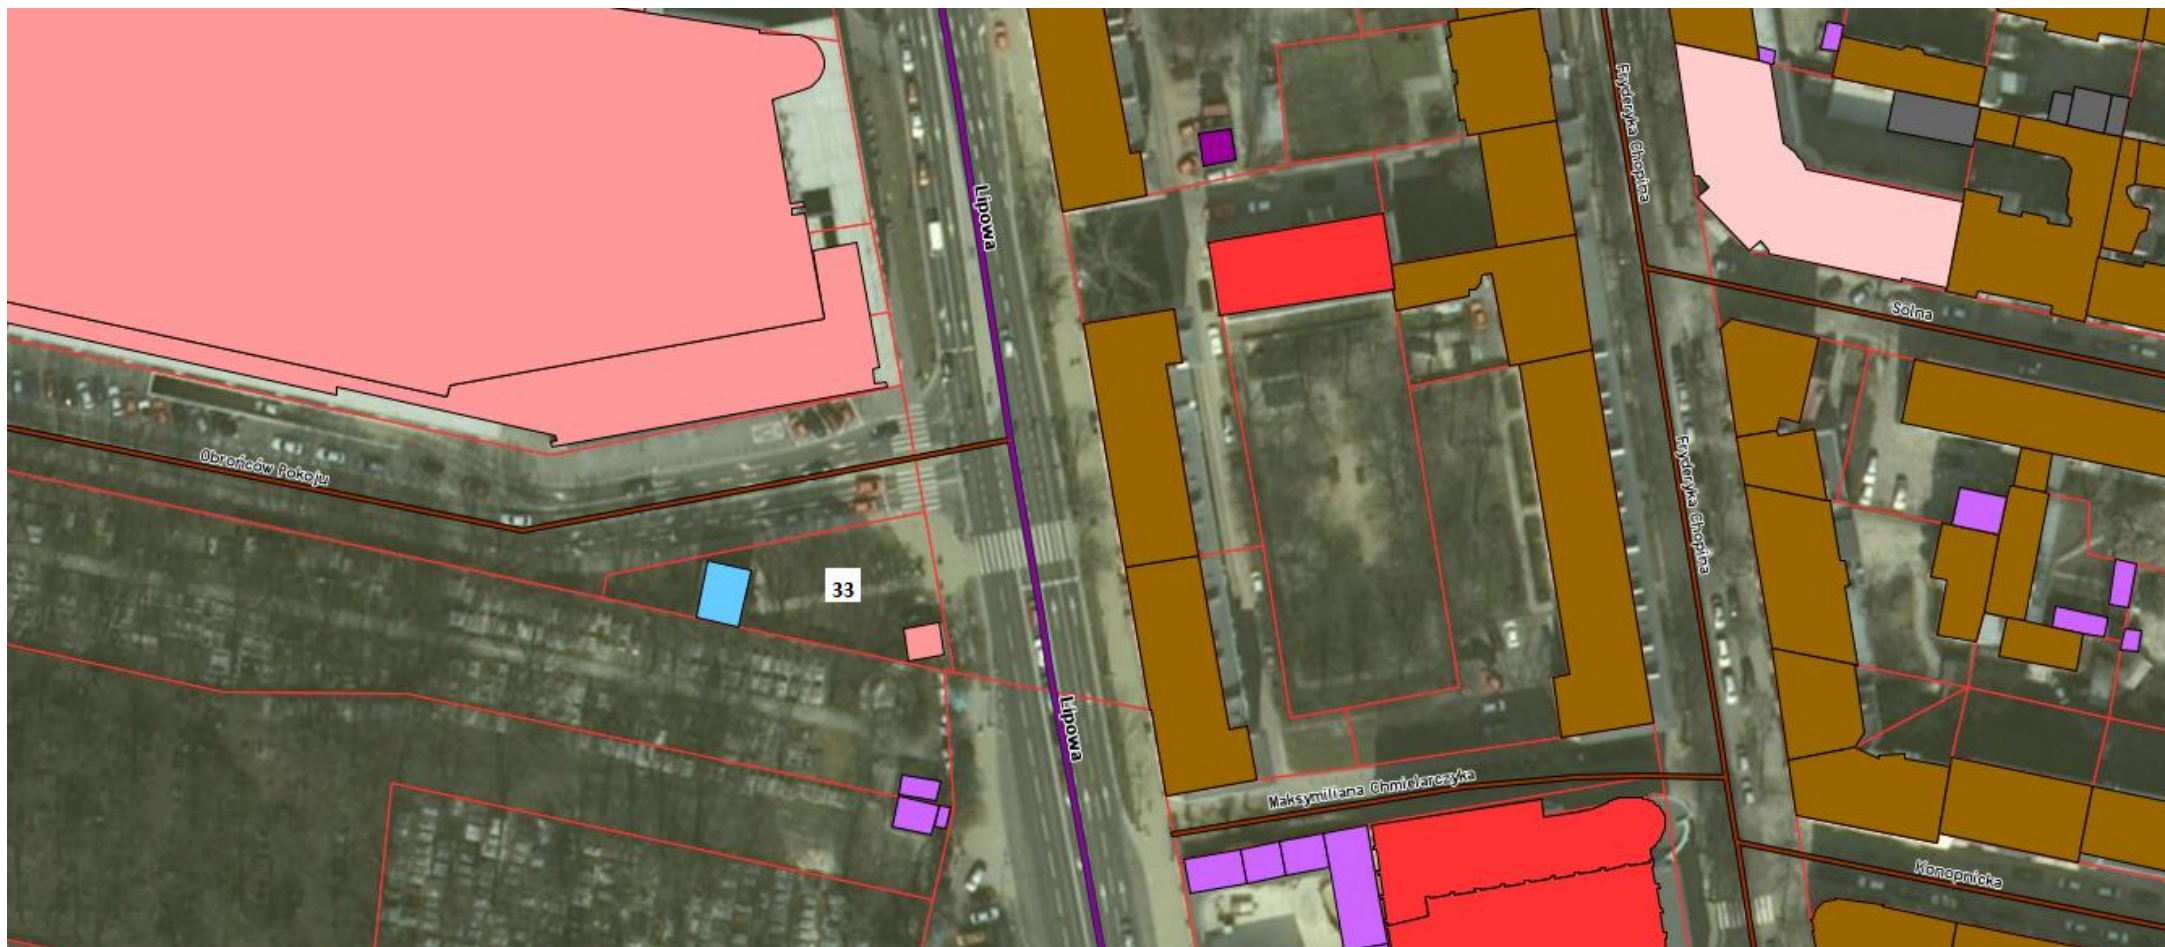 Fryderyka Chopina
Lipowa
Solna
Obrońców Pokoju
Fryderyka Chopina
33
Lipowa
Maksymiliana Chmielarczyka
Konopnicka